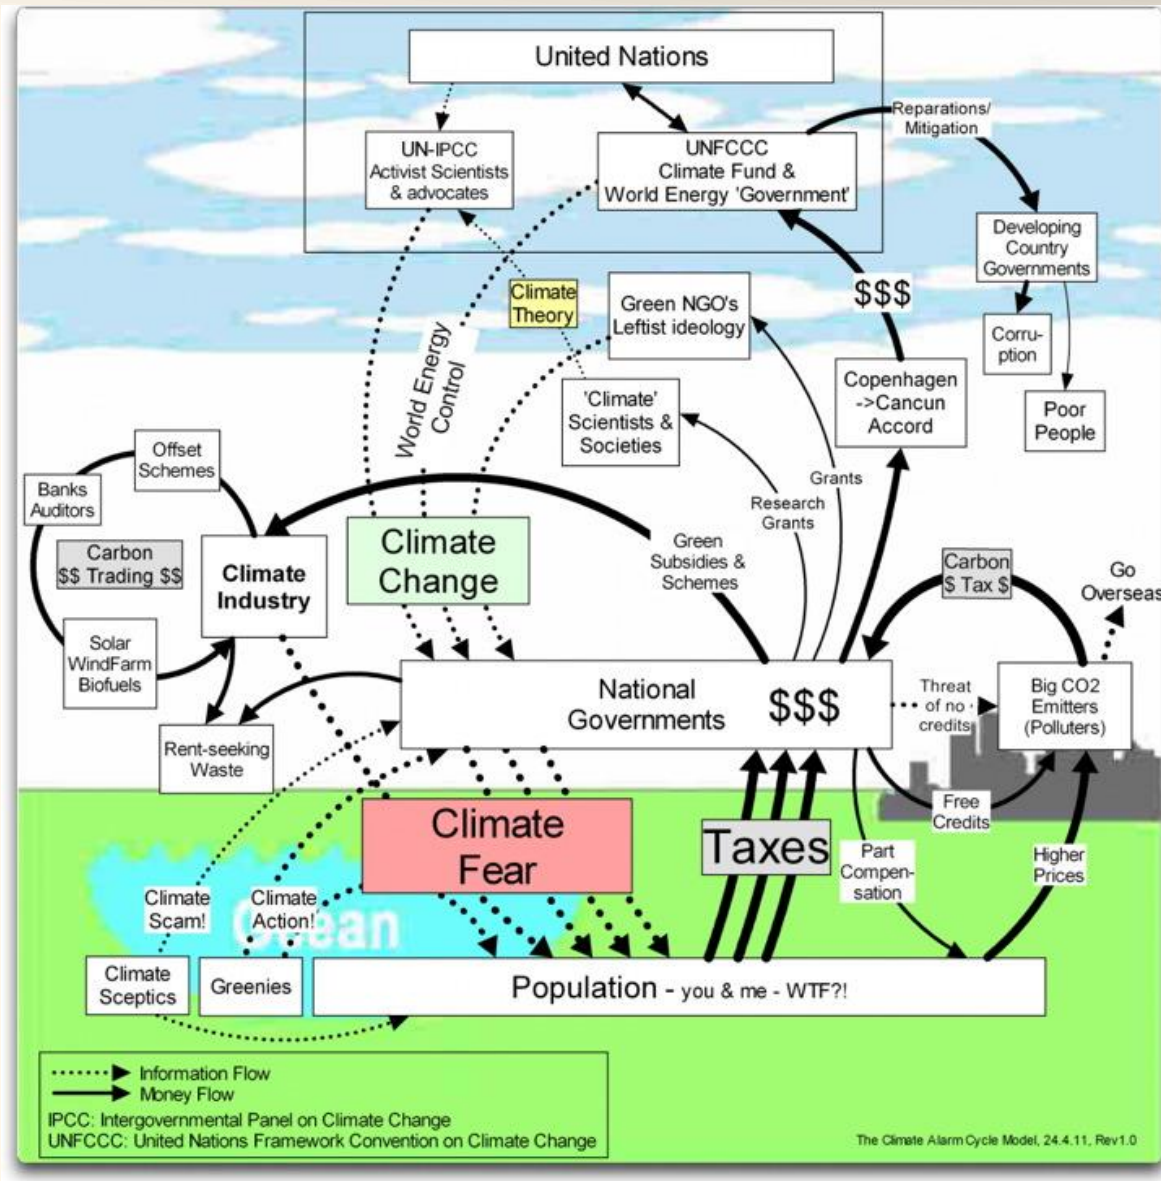 United Nations
UN-IPCC
Activist Scientists
& advocates
UNFCCC
Climate Fund &
World Energy 'Government'
Reparations/
Mitigation
Developing
Country
Governments
Corru-
ption
Poor
People
Climate
Theory
Green NGO's
Leftist ideology
$$$
World Energy
Control
'Climate'
Scientists &
Societies
Copenhagen
->Cancun
Accord
Offset
Schemes
Banks
Auditors
Carbon
$$ Trading $$
Climate
Industry
Solar
WindFarm
Biofuels
Rent-seeking
Waste
Climate
Change
Green
Subsidies &
Schemes
Research
Grants
Grants
Carbon
$ Tax $
Go
Overseas
National
Governments
$$$
Threat
of no
credits
Big CO2
Emitters
(Polluters)
Free
Credits
Climate
Fear
Taxes
Part
Compen-
sation
Higher
Prices
Climate
Scam!
Climate
Action!
Ocean
Climate
Sceptics
Greenies
Population - you & me - WTF?!
Information Flow
Money Flow
IPCC: Intergovernmental Panel on Climate Change
UNFCCC: United Nations Framework Convention on Climate Change
The Climate Alarm Cycle Model, 24.4.11, Rev1.0